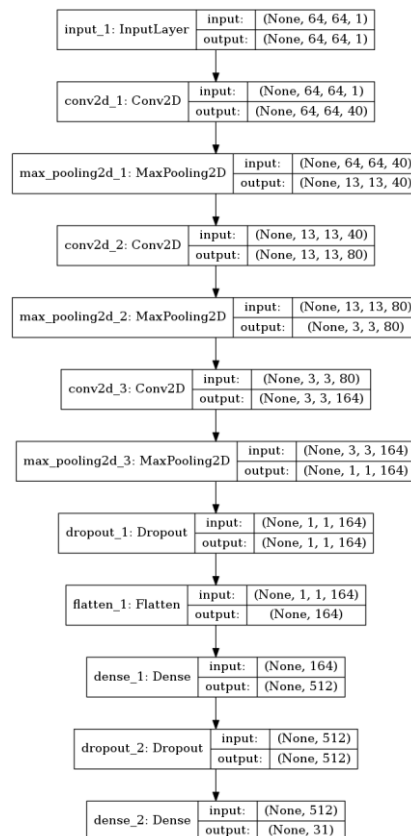 input_1: InputLayer
input: (None, 64, 64, 1)
output: (None, 64, 64, 1)
conv2d_1: Conv2D
input: (None, 64, 64, 1)
output: (None, 64, 64, 40)
max_pooling2d_1: MaxPooling2D
input: (None, 64, 64, 40)
output: (None, 13, 13, 40)
conv2d_2: Conv2D
input: (None, 13, 13, 40)
output: (None, 13, 13, 80)
max_pooling2d_2: MaxPooling2D
input: (None, 13, 13, 80)
output: (None, 3, 3, 80)
conv2d_3: Conv2D
input: (None, 3, 3, 80)
output: (None, 3, 3, 164)
max_pooling2d_3: MaxPooling2D
input: (None, 3, 3, 164)
output: (None, 1, 1, 164)
dropout_1: Dropout
input: (None, 1, 1, 164)
output: (None, 1, 1, 164)
flatten_1: Flatten
input: (None, 1, 1, 164)
output: (None, 164)
dense_1: Dense
input: (None, 164)
output: (None, 512)
dropout_2: Dropout
input: (None, 512)
output: (None, 512)
dense_2: Dense
input: (None, 512)
output: (None, 31)